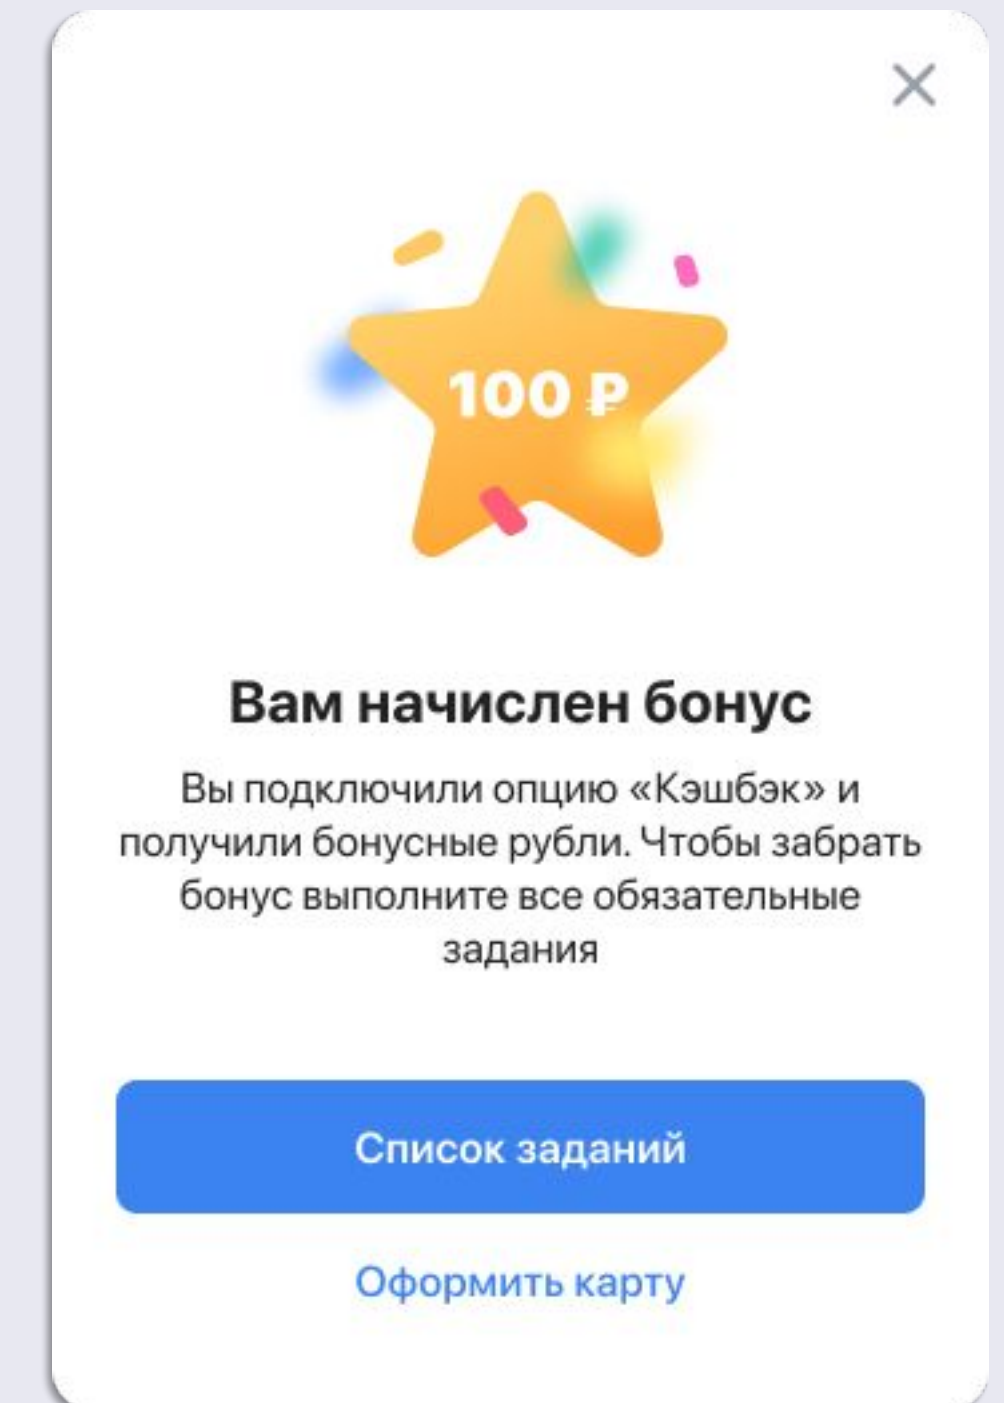 100 ₽
Вам начислен бонус
Вы подключили опцию «Кэшбэк» и
получили бонусные рубли. Чтобы забрать
бонус выполните все обязательные
задания
Список заданий
Оформить карту